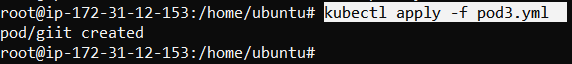 root@ip-172-31-12-153:/home/ubuntu# kubectl apply -f pod3.yml
pod/giit created
root@ip-172-31-12-153:/home/ubuntu#